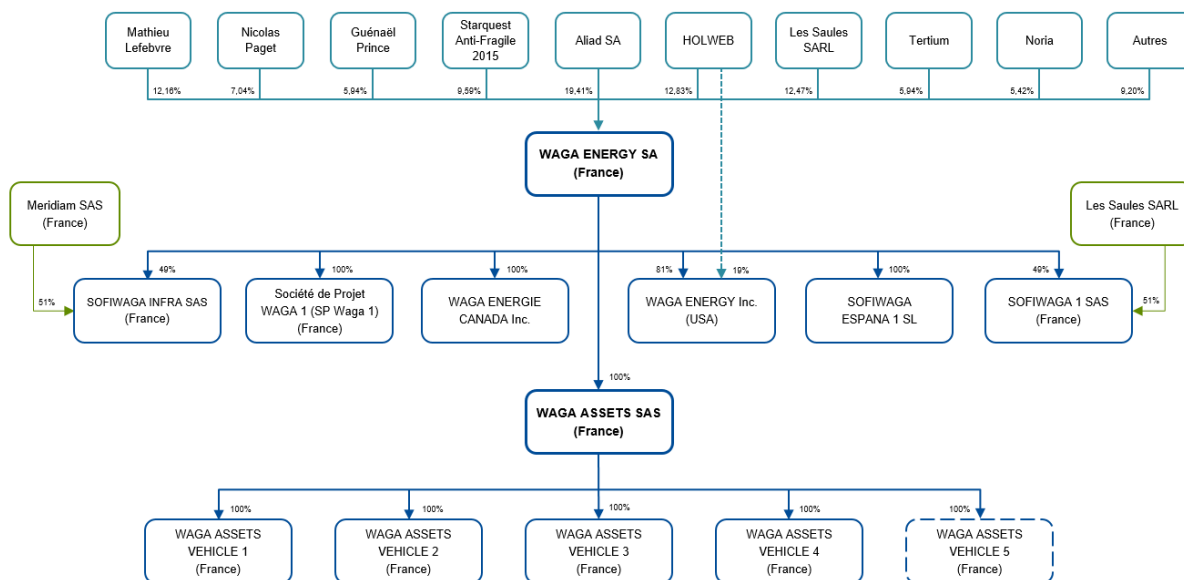 Mathieu
Lefebvre
Nicolas
Paget
Guénaël
Prince
Starquest
Anti-Fragile
2015
Aliad SA
HOLWEB
Les Saules
SARL
Tertium
Noria
Autres
12,16%
7,04%
5,94%
9,59%
19,41%
12,83%
12,47%
5,94%
5,42%
9,20%
WAGA ENERGY SA
(France)
Meridiam SAS
(France)
Les Saules SARL
(France)
49%
100%
100%
81%
19%
100%
49%
51%
51%
SOFIWAGA INFRA SAS
(France)
Société de Projet
WAGA 1 (SP Waga 1)
(France)
WAGA ENERGIE
CANADA Inc.
WAGA ENERGY Inc.
(USA)
SOFIWAGA
ESPANA 1 SL
SOFIWAGA 1 SAS
(France)
100%
WAGA ASSETS SAS
(France)
100%
100%
100%
100%
100%
WAGA ASSETS
VEHICLE 1
(France)
WAGA ASSETS
VEHICLE 2
(France)
WAGA ASSETS
VEHICLE 3
(France)
WAGA ASSETS
VEHICLE 4
(France)
WAGA ASSETS
VEHICLE 5
(France)